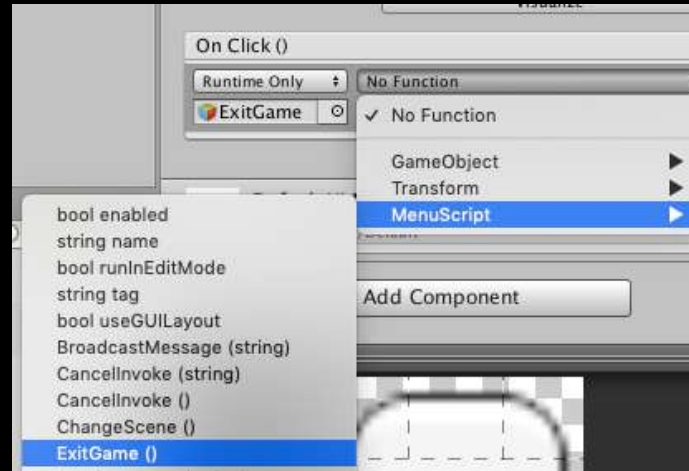 On Click ()
Runtime Only
No Function
ExitGame
✓ No Function
GameObject
Transform
MenuScript
bool enabled
string name
bool runInEditMode
string tag
bool useGUILayout
BroadcastMessage (string)
CancelInvoke (string)
CancelInvoke ()
ChangeScene ()
ExitGame ()
Add Component